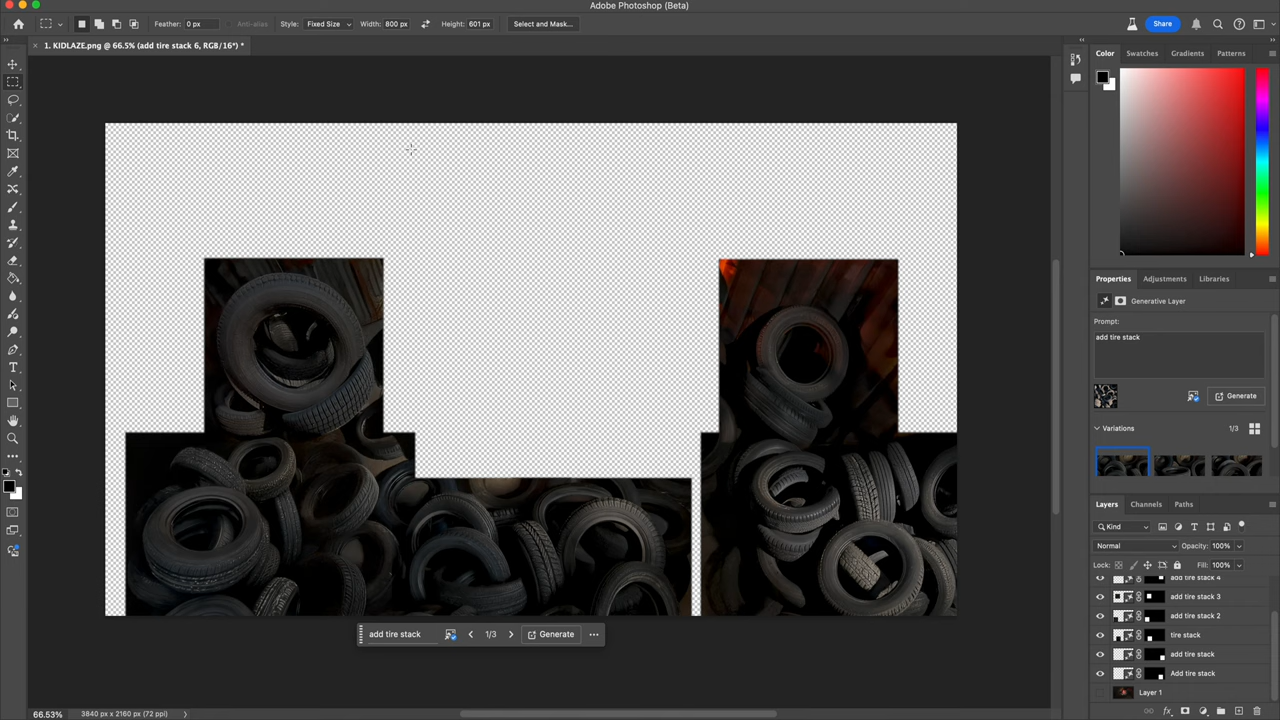 Adobe Photoshop (Beta)
Feather: 0 px
Anti-alias
Style: Fixed Size
Width: 800 px
Height: 601 px
Select and Mask...
Share
1. KIDLAZE.png @ 66.5% (add tire stack 6, RGB/16*) *
Color
Swatches
Gradients
Patterns
Properties
Adjustments
Libraries
Generative Layer
Prompt:
add tire stack
Generate
Variations
1/3
Layers
Channels
Paths
Kind
Normal
Opacity: 100%
Lock:
Fill: 100%
add tire stack 4
add tire stack 3
add tire stack 2
tire stack
add tire stack
Add tire stack
Layer 1
add tire stack
1/3
Generate
66.53%
3840 px x 2160 px (72 ppi)